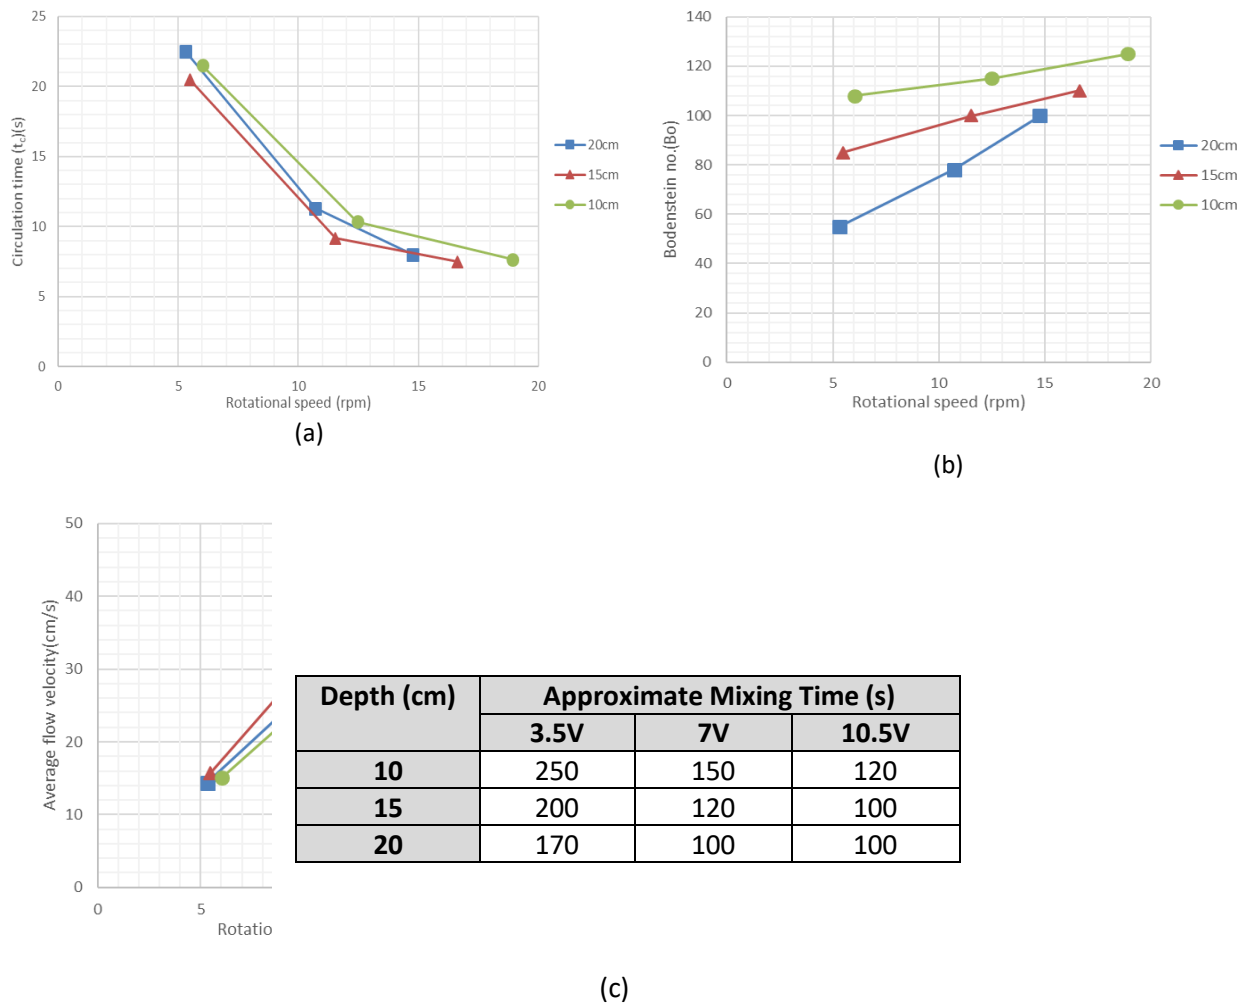 25
20
15
10
5
0
Circulation time (t꜀)(s)
0 5 10 15 20
Rotational speed (rpm)
20cm
15cm
10cm
(a)
140
120
100
80
60
40
20
0
Bodenstein no.(Bo)
0 5 10 15 20
Rotational speed (rpm)
20cm
15cm
10cm
(b)
50
40
30
20
10
0
Average flow velocity(cm/s)
0 5
Rotatio
Depth (cm) Approximate Mixing Time (s)
3.5V 7V 10.5V
10 250 150 120
15 200 120 100
20 170 100 100
(c)